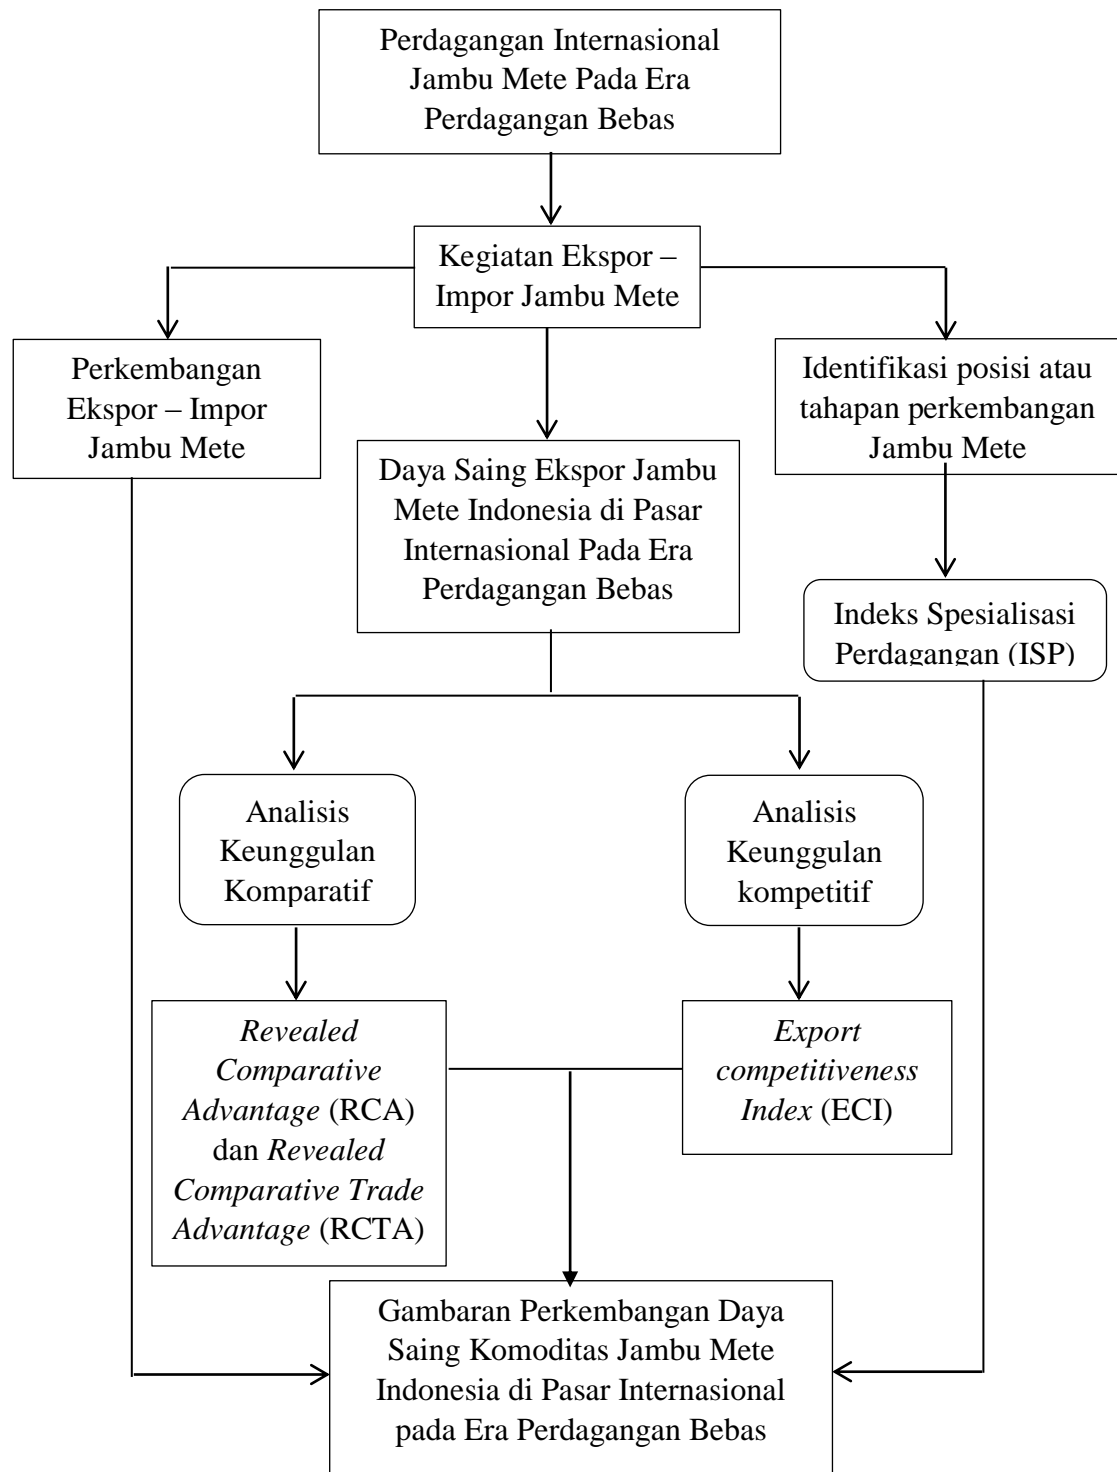 Perdagangan Internasional
Jambu Mete Pada Era
Perdagangan Bebas
Kegiatan Ekspor –
Impor Jambu Mete
Perkembangan
Ekspor – Impor
Jambu Mete
Daya Saing Ekspor Jambu
Mete Indonesia di Pasar
Internasional Pada Era
Perdagangan Bebas
Identifikasi posisi atau
tahapan perkembangan
Jambu Mete
Indeks Spesialisasi
Perdagangan (ISP)
Analisis
Keunggulan
Komparatif
Analisis
Keunggulan
kompetitif
Revealed
Comparative
Advantage (RCA)
dan Revealed
Comparative Trade
Advantage (RCTA)
Export
competitiveness
Index (ECI)
Gambaran Perkembangan Daya
Saing Komoditas Jambu Mete
Indonesia di Pasar Internasional
pada Era Perdagangan Bebas